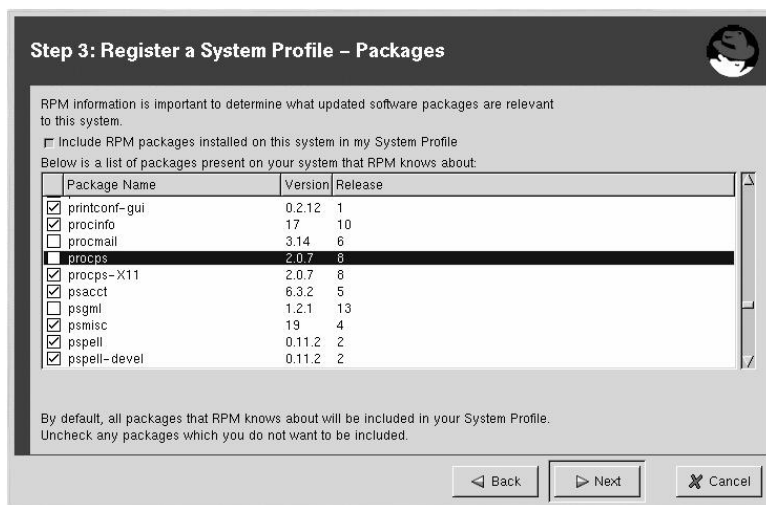 Step 3: Register a System Profile – Packages
RPM information is important to determine what updated software packages are relevant
to this system.
Include RPM packages installed on this system in my System Profile
Below is a list of packages present on your system that RPM knows about:
Package Name Version Release
printconf-gui 0.2.12 1
procinfo 17 10
procmail 3.14 6
procps 2.0.7 8
procps-X11 2.0.7 8
psacct 6.3.2 5
psgml 1.2.1 13
psmisc 19 4
pspell 0.11.2 2
pspell-devel 0.11.2 2
By default, all packages that RPM knows about will be included in your System Profile.
Uncheck any packages which you do not want to be included.
Back Next Cancel